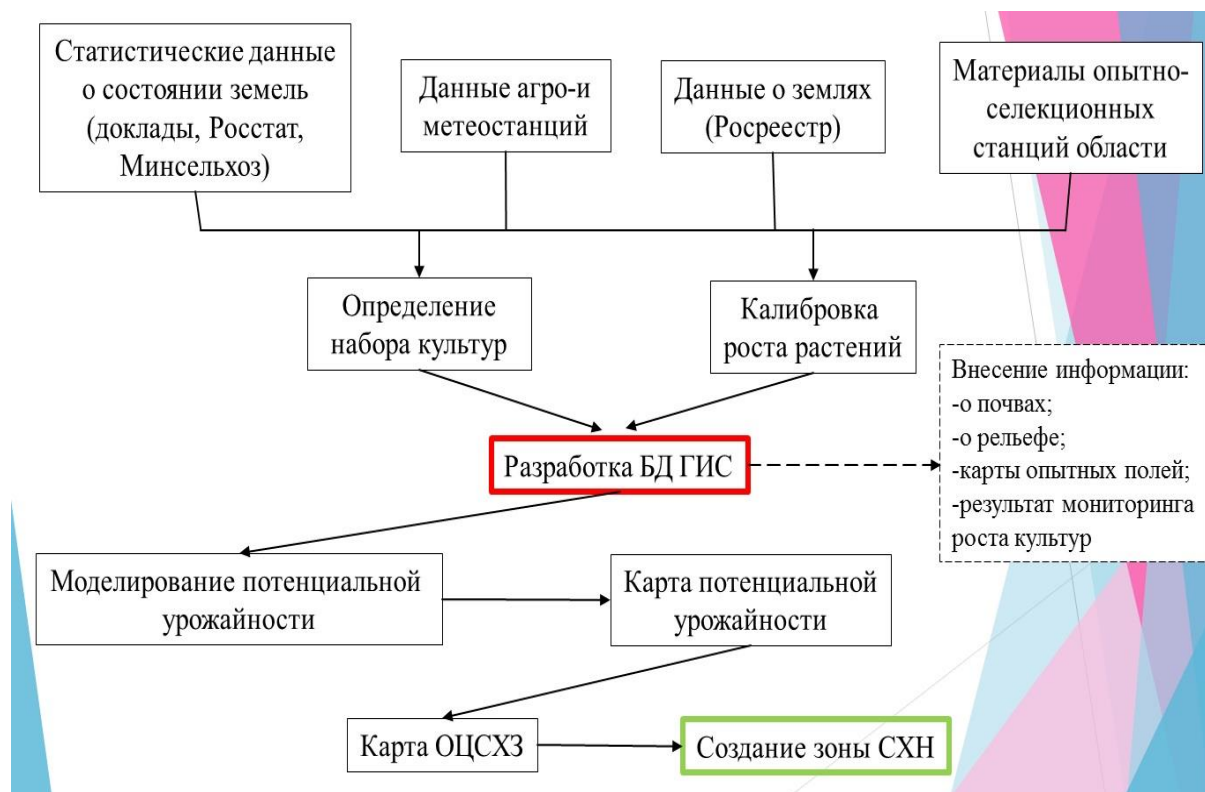 Статистические данные
о состоянии земель
(доклады, Росстат,
Минсельхоз)
Данные агро-и
метеостанций
Данные о землях
(Росреестр)
Материалы опытно-
селекционных
станций области
Определение
набора культур
Калибровка
роста растений
Внесение информации:
-о почвах;
-о рельефе;
-карты опытных полей;
-результат мониторинга
роста культур
Разработка БД ГИС
Моделирование потенциальной
урожайности
Карта потенциальной
урожайности
Карта ОЦСХЗ
Создание зоны СХН